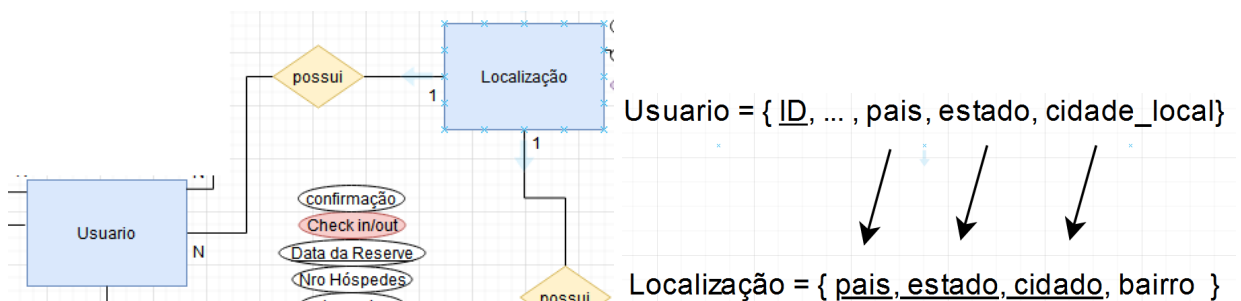 possui
Localização
1
1
N
Usuario
N
confirmação
Check in/out
Data da Reserve
Nro Hóspedes
possui
Usuario = { ID, ... , pais, estado, cidade_local}
Localização = { pais, estado, cidado, bairro }